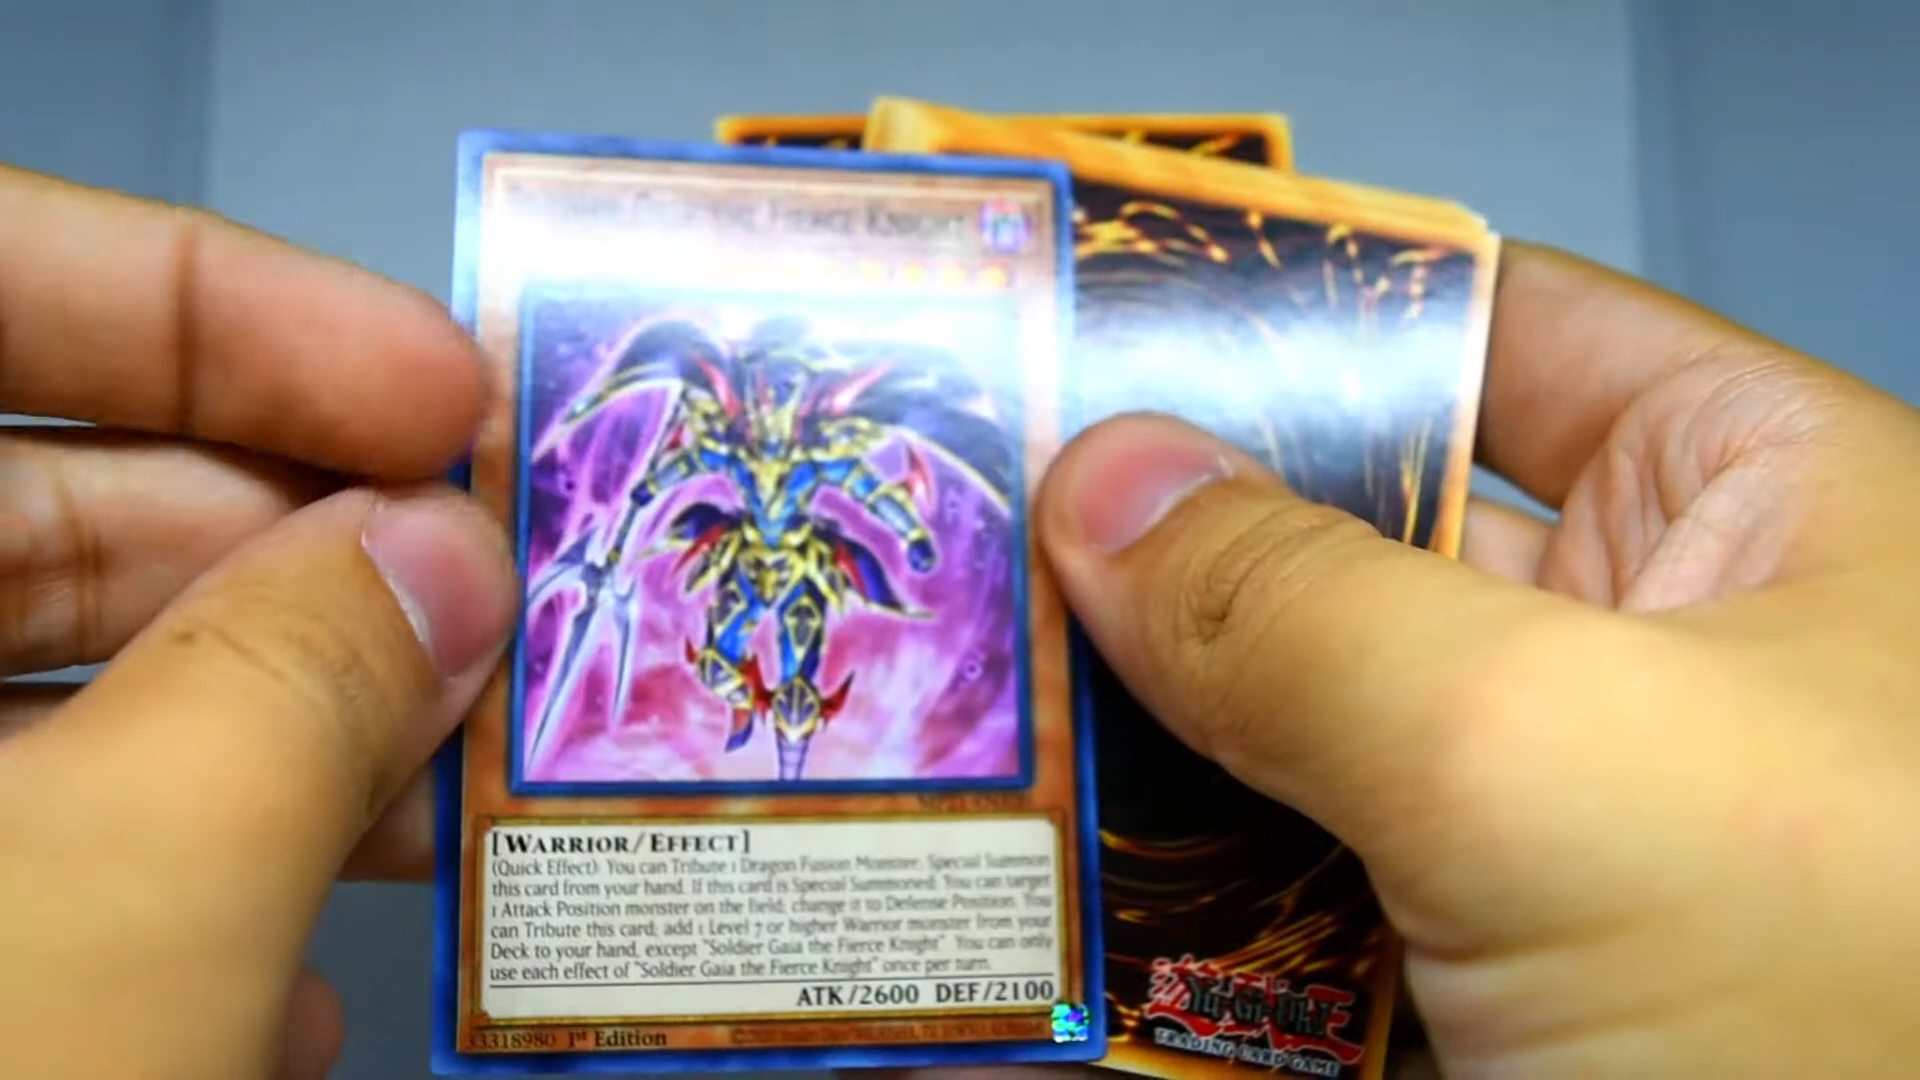 the Fierce Knight
[Warrior/Effect]
(Quick Effect): You can Tribute 1 Dragon Fusion Monster; Special Summon
this card from your hand. If this card is Special Summoned: You can target
1 Attack Position monster on the field; change it to Defense Position. You
can Tribute this card; add 1 Level 7 or higher Warrior monster from your
Deck to your hand, except "Soldier Gaia the Fierce Knight". You can only
use each effect of "Soldier Gaia the Fierce Knight" once per turn.
ATK/2600 DEF/2100
33318980 1st Edition
Yu-Gi-Oh!
TRADING CARD GAME